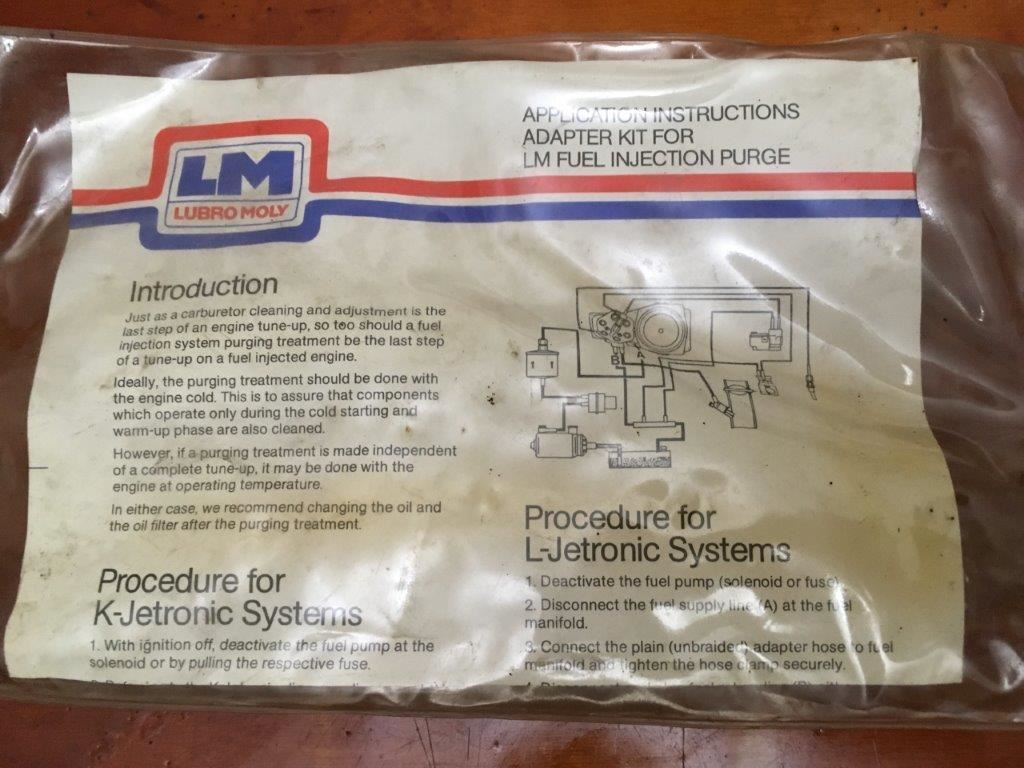 APPLICATION INSTRUCTIONS
ADAPTER KIT FOR
LM FUEL INJECTION PURGE
LM
LUBRO MOLY
Introduction
Just as a carburetor cleaning and adjustment is the
last step of an engine tune-up, so too should a fuel
injection system purging treatment be the last step
of a tune-up on a fuel injected engine.
Ideally, the purging treatment should be done with
the engine cold. This is to assure that components
which operate only during the cold starting and
warm-up phase are also cleaned.
However, if a purging treatment is made independent
of a complete tune-up, it may be done with the
engine at operating temperature.
In either case, we recommend changing the oil and
the oil filter after the purging treatment.
Procedure for
K-Jetronic Systems
1. With ignition off, deactivate the fuel pump at the
solenoid or by pulling the respective fuse.
B A
Procedure for
L-Jetronic Systems
1. Deactivate the fuel pump (solenoid or fuse)
2. Disconnect the fuel supply line (A) at the fuel
manifold.
3. Connect the plain (unbraided) adapter hose to fuel
manifold and tighten the hose clamp securely.